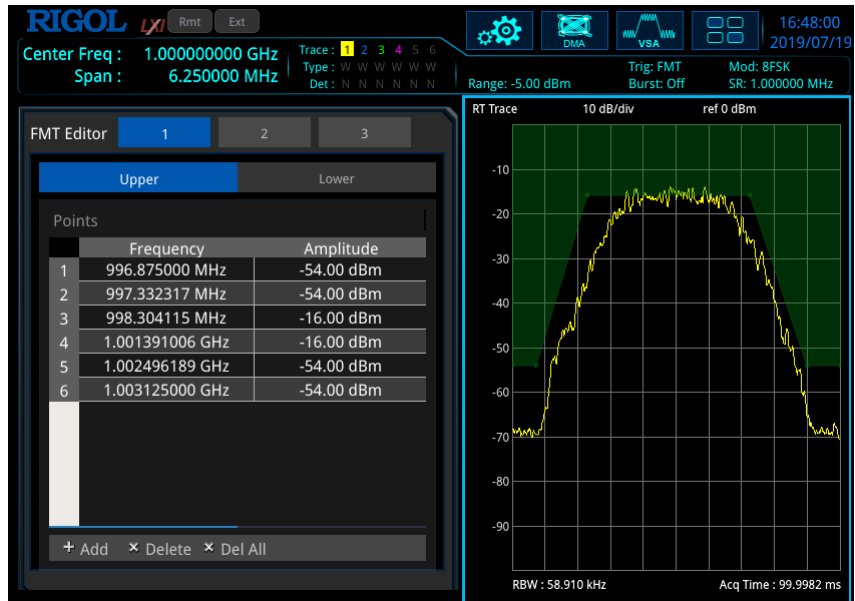 RIGOL LXI Rmt Ext
Center Freq : 1.000000000 GHz
Span : 6.250000 MHz
Trace : 1 2 3 4 5 6
Type : W W W W W W
Det : N N N N N N
DMA
VSA
16:48:00
2019/07/19
Range: -5.00 dBm
Trig: FMT
Burst: Off
Mod: 8FSK
SR: 1.000000 MHz
FMT Editor 1 2 3
Upper Lower
Points
Frequency Amplitude
1 996.875000 MHz -54.00 dBm
2 997.332317 MHz -54.00 dBm
3 998.304115 MHz -16.00 dBm
4 1.001391006 GHz -16.00 dBm
5 1.002496189 GHz -54.00 dBm
6 1.003125000 GHz -54.00 dBm
+ Add × Delete × Del All
RT Trace 10 dB/div ref 0 dBm
-10
-20
-30
-40
-50
-60
-70
-80
-90
RBW : 58.910 kHz Acq Time : 99.9982 ms